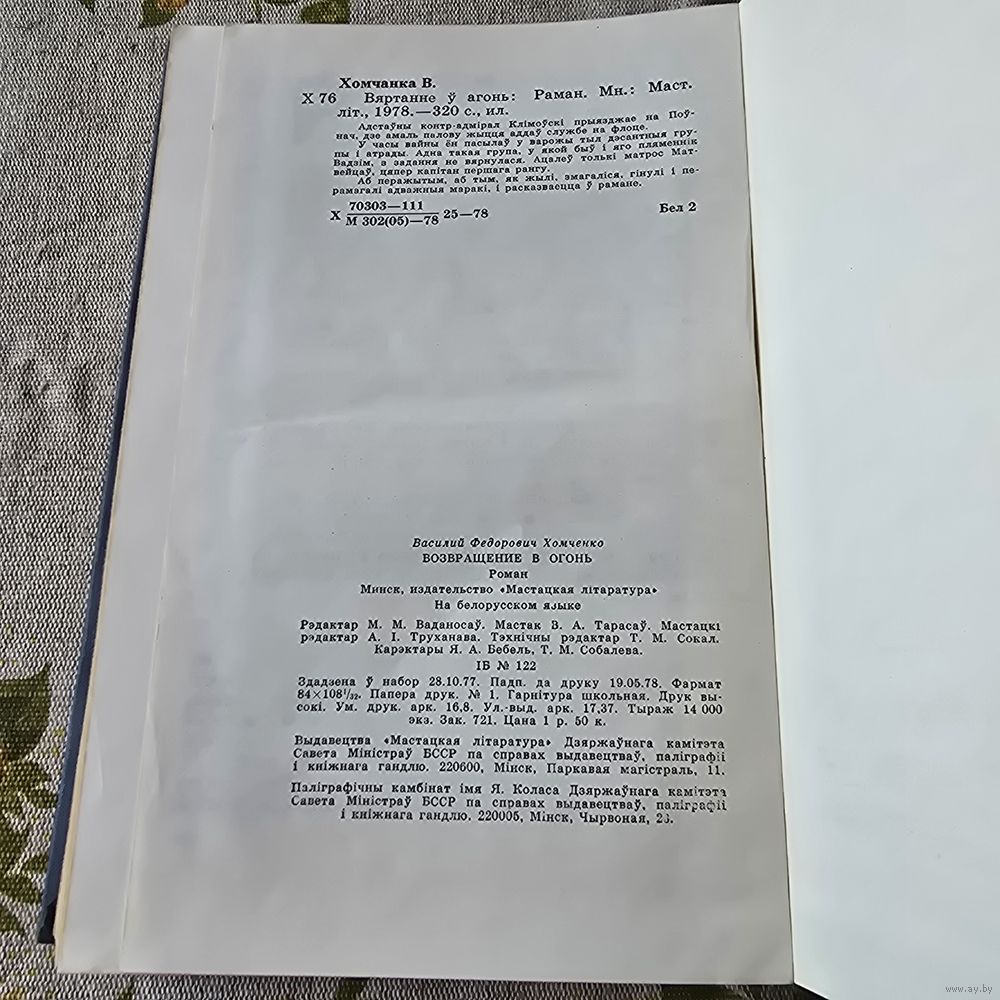 Хомчанка В.
Х 76 Вяртанне ў агонь: Раман. Мн.: Маст.
літ., 1978.—320 с., ил.
Адстаўны контр-адмірал Клімоўскі прыязджае на Поў-
нач, дзе амаль палову жыцця аддаў службе на флоце.
У часы вайны ён пасылаў у варожы тыл дэсантныя гру-
пы і атрады. Адна такая група, у якой быў і яго пляменнік
Вадзім, з задання не вярнулася. Ацалеў толькі матрос Мат-
вейцаў, цяпер капітан першага рангу.
Аб перажытым, аб тым, як жылі, змагаліся, гінулі і пе-
рамагалі адважныя маракі, і расказваецца ў рамане.
Х 70303—111
М 302(05)—78 25—78 Бел 2
Василий Федорович Хомченко
ВОЗВРАЩЕНИЕ В ОГОНЬ
Роман
Минск, издательство «Мастацкая літаратура»
На белорусском языке
Рэдактар М. М. Ваданосаў. Мастак В. А. Тарасаў. Мастацкі
рэдактар А. І. Труханава. Тэхнічны рэдактар Т. М. Сокал.
Карэктары Я. А. Бебель, Т. М. Собалева.
ІБ № 122
Здадзена ў набор 28.10.77. Падп. да друку 19.05.78. Фармат
84×108¹/₃₂. Папера друк. № 1. Гарнітура школьная. Друк вы-
сокі. Ум. друк. арк. 16,8. Ул.-выд. арк. 17,37. Тыраж 14 000
экз. Зак. 721. Цана 1 р. 50 к.
Выдавецтва «Мастацкая літаратура» Дзяржаўнага камітэта
Савета Міністраў БССР па справах выдавецтваў, паліграфіі
і кніжнага гандлю. 220600, Мінск, Паркавая магістраль, 11.
Паліграфічны камбінат імя Я. Коласа Дзяржаўнага камітэта
Савета Міністраў БССР па справах выдавецтваў, паліграфіі
і кніжнага гандлю. 220005, Мінск, Чырвоная, 23.
www.ay.by